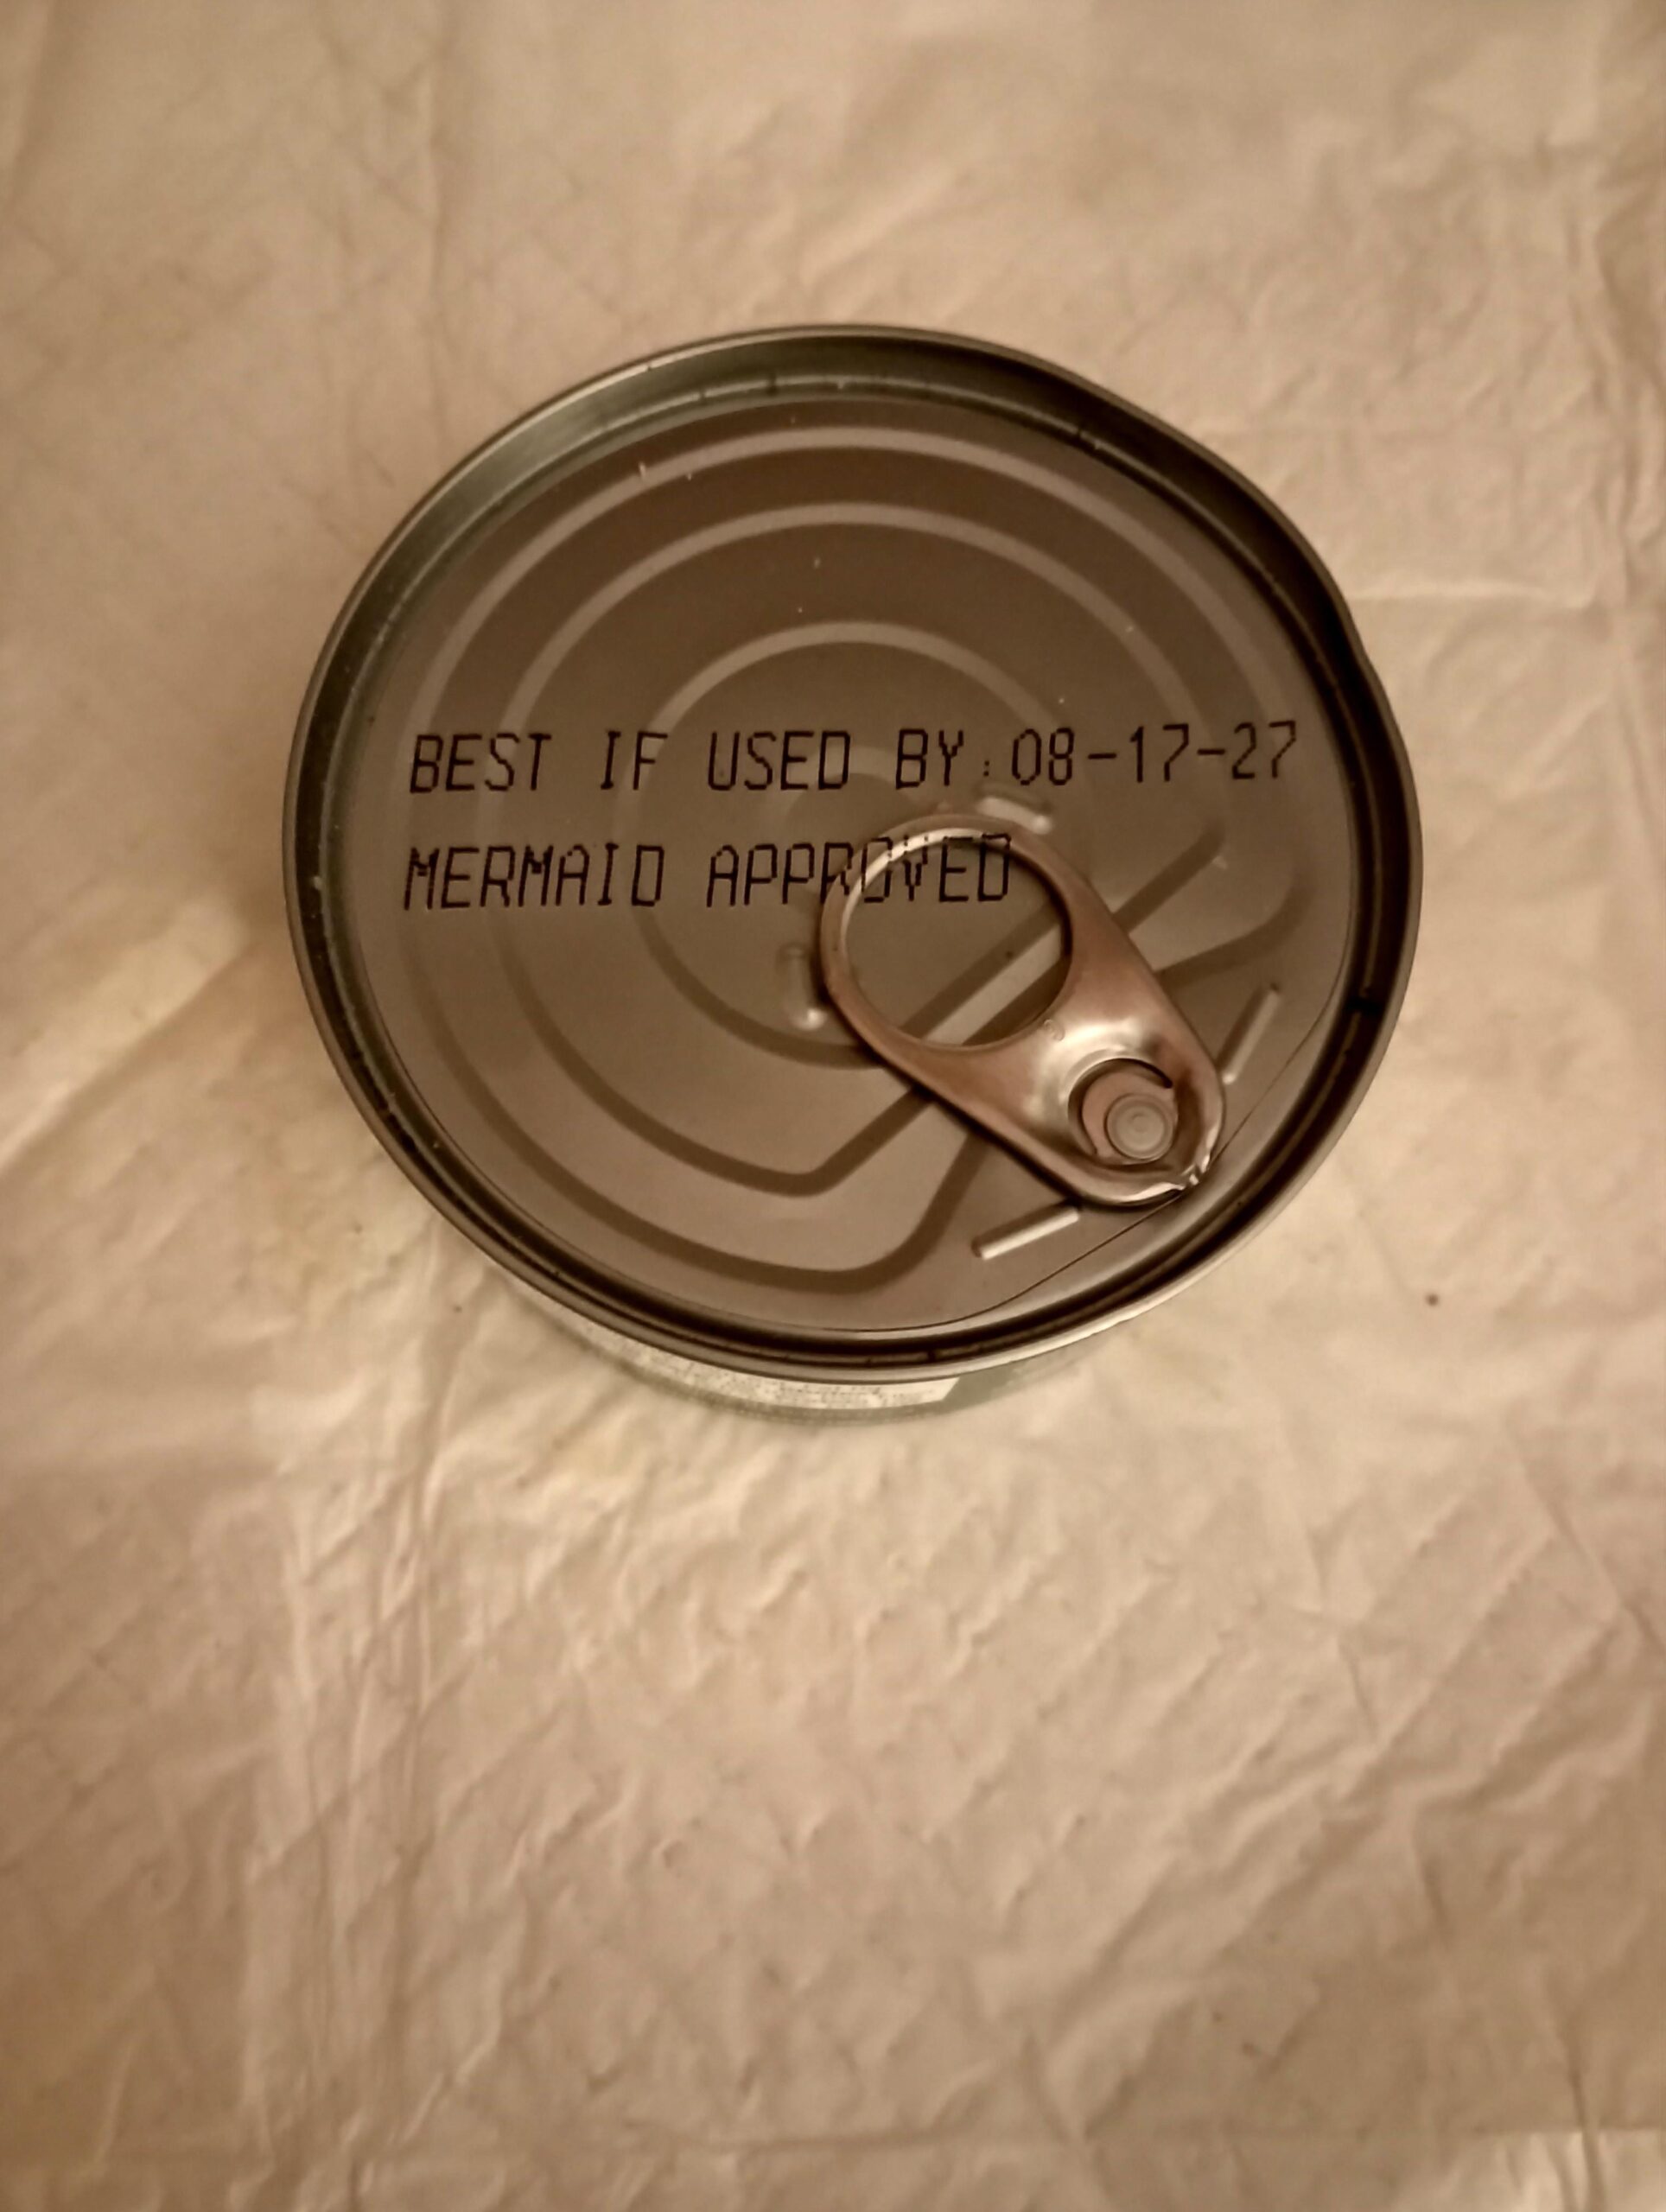 BEST IF USED BY:08-17-27
MERMAID APPROVED